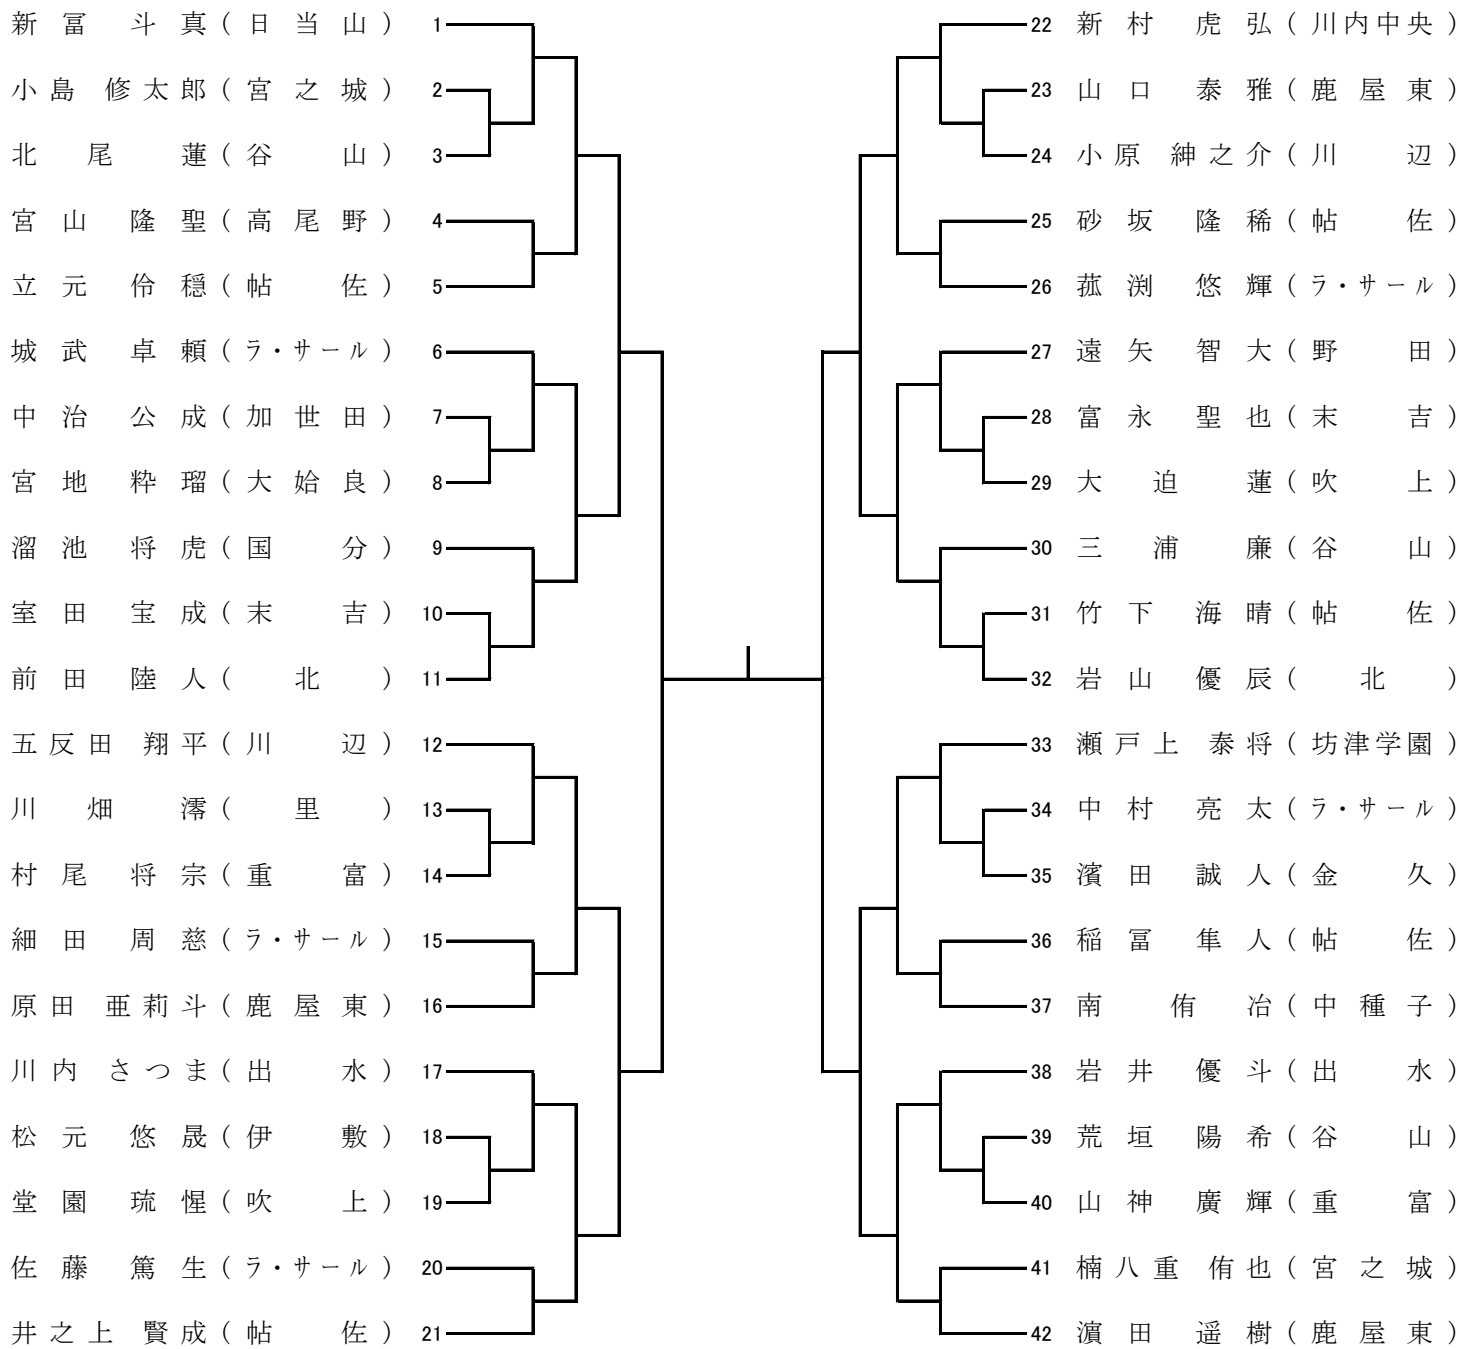 新冨 斗真(日当山) 1
小島 修太郎(宮之城) 2
北尾 蓮(谷山) 3
宮山 隆聖(高尾野) 4
立元 伶穏(帖佐) 5
城武 卓頼(ラ・サール) 6
中治 公成(加世田) 7
宮地 粋瑠(大姶良) 8
溜池 将虎(国分) 9
室田 宝成(末吉) 10
前田 陸人(北) 11
五反田 翔平(川辺) 12
川畑 澪(里) 13
村尾 将宗(重富) 14
細田 周慈(ラ・サール) 15
原田 亜莉斗(鹿屋東) 16
川内 さつま(出水) 17
松元 悠晟(伊敷) 18
堂園 琉惺(吹上) 19
佐藤 篤生(ラ・サール) 20
井之上 賢成(帖佐) 21
22 新村 虎弘(川内中央)
23 山口 泰雅(鹿屋東)
24 小原 紳之介(川辺)
25 砂坂 隆稀(帖佐)
26 菰渕 悠輝(ラ・サール)
27 遠矢 智大(野田)
28 富永 聖也(末吉)
29 大迫 蓮(吹上)
30 三浦 廉(谷山)
31 竹下 海晴(帖佐)
32 岩山 優辰(北)
33 瀬戸上 泰将(坊津学園)
34 中村 亮太(ラ・サール)
35 濱田 誠人(金久)
36 稲冨 隼人(帖佐)
37 南 侑冶(中種子)
38 岩井 優斗(出水)
39 荒垣 陽希(谷山)
40 山神 廣輝(重富)
41 楠八重 侑也(宮之城)
42 濵田 遥樹(鹿屋東)